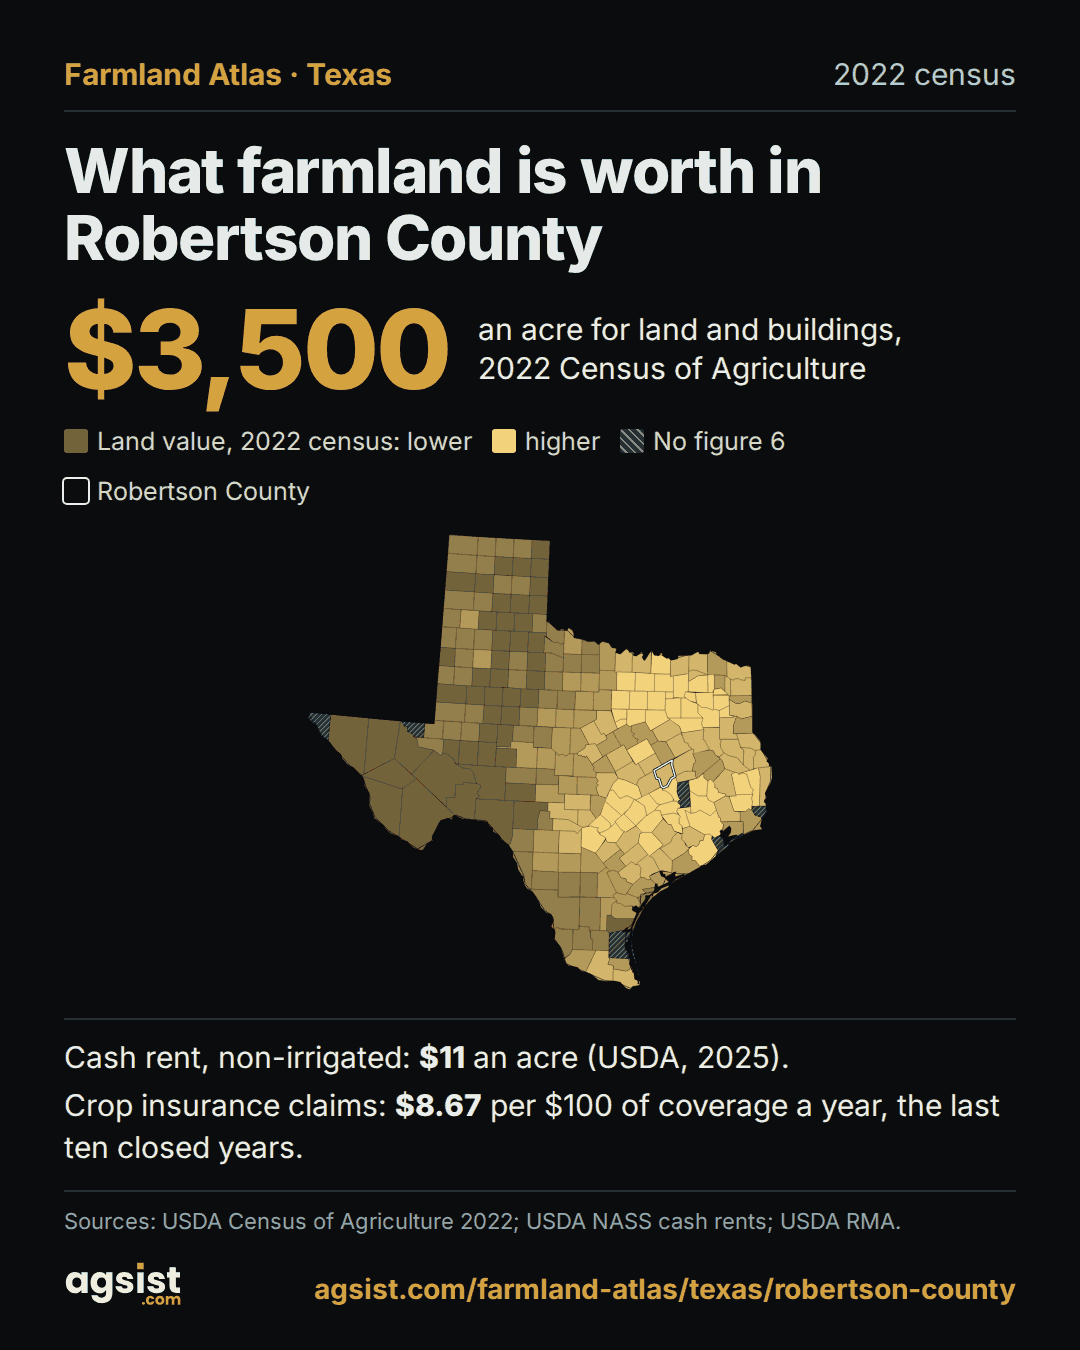 Farmland Atlas · Texas
2022 census
What farmland is worth in
Robertson County
$3,500
an acre for land and buildings,
2022 Census of Agriculture
Land value, 2022 census: lower
higher
No figure 6
Robertson County
Cash rent, non-irrigated: $11 an acre (USDA, 2025).
Crop insurance claims: $8.67 per $100 of coverage a year, the last
ten closed years.
Sources: USDA Census of Agriculture 2022; USDA NASS cash rents; USDA RMA.
agsist
.com
agsist.com/farmland-atlas/texas/robertson-county